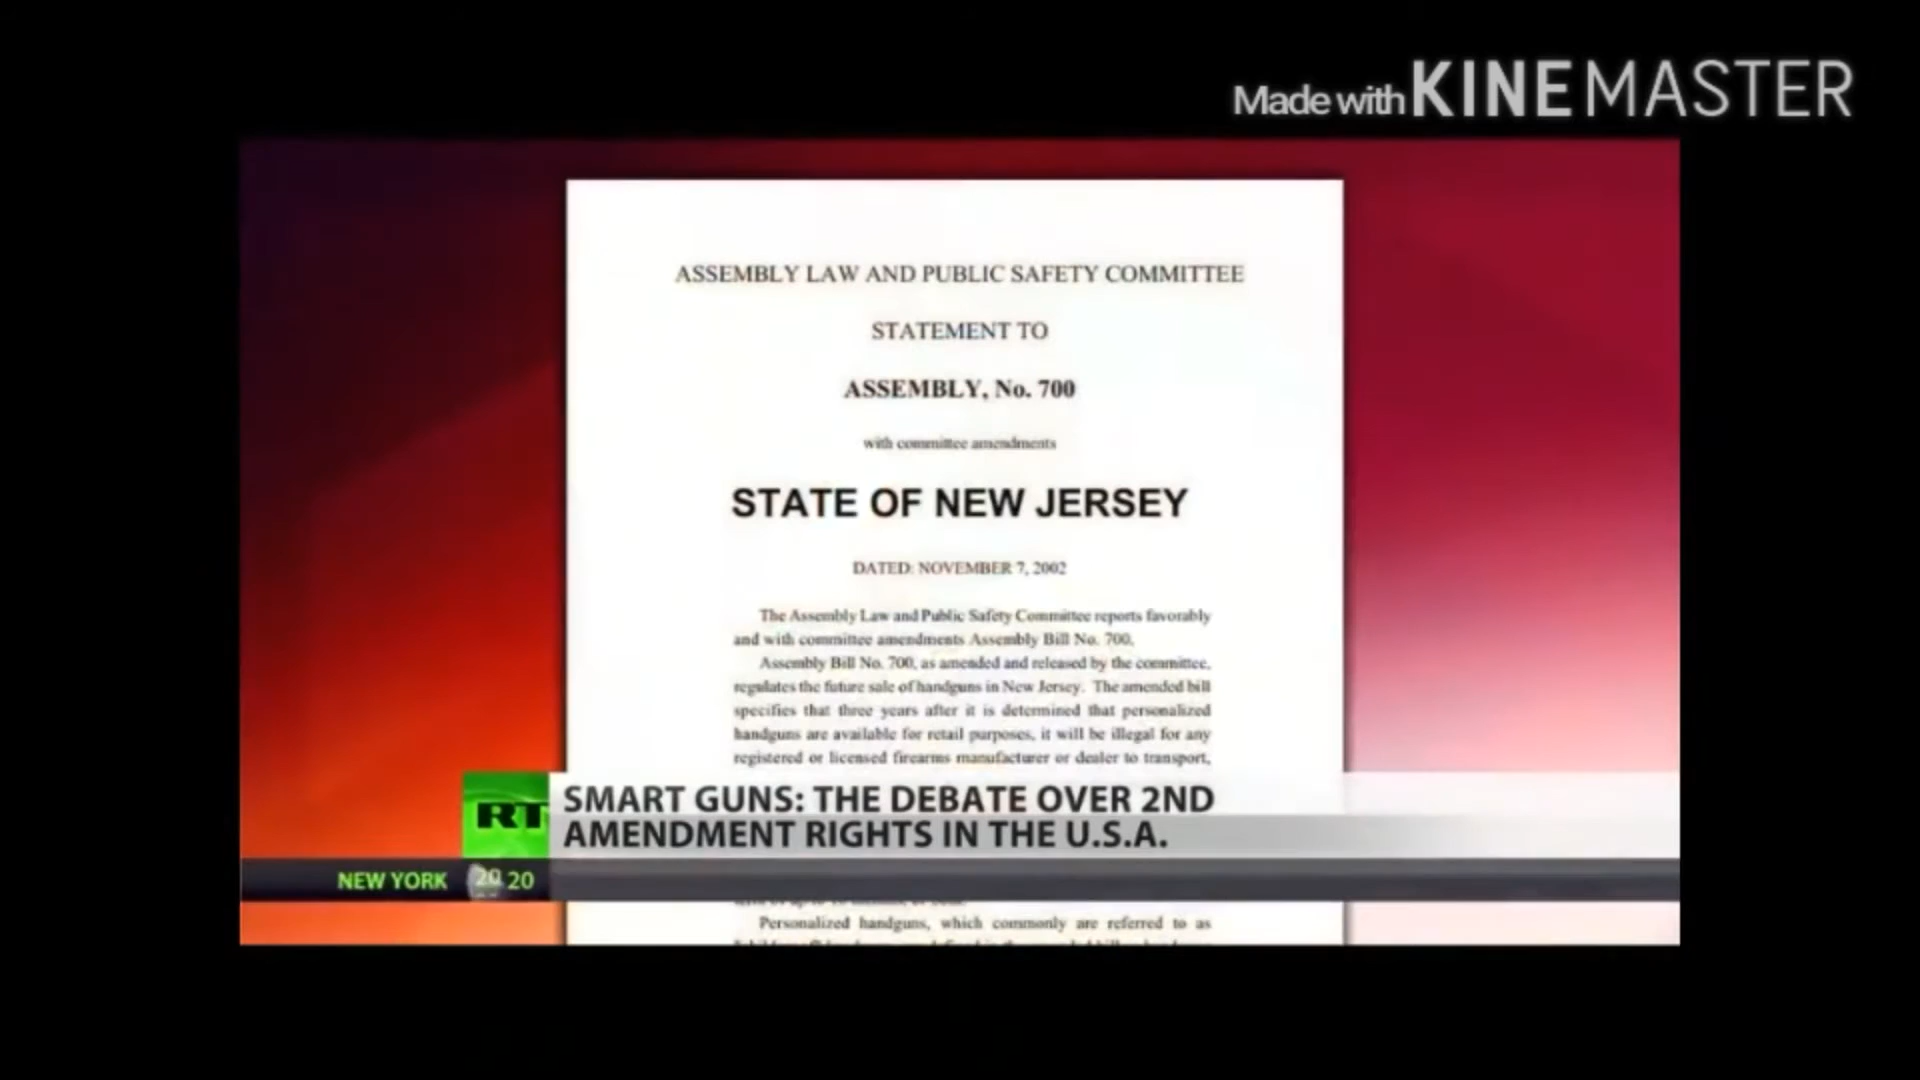 Made with KINEMASTER
ASSEMBLY LAW AND PUBLIC SAFETY COMMITTEE
STATEMENT TO
ASSEMBLY, No. 700
with committee amendments
STATE OF NEW JERSEY
DATED: NOVEMBER 7, 2002
The Assembly Law and Public Safety Committee reports favorably
and with committee amendments Assembly Bill No. 700.
Assembly Bill No. 700, as amended and released by the committee,
regulates the future sale of handguns in New Jersey. The amended bill
specifies that three years after it is determined that personalized
handguns are available for retail purposes, it will be illegal for any
registered or licensed firearms manufacturer or dealer to transport,
RT
SMART GUNS: THE DEBATE OVER 2ND
AMENDMENT RIGHTS IN THE U.S.A.
NEW YORK 20 20
Personalized handguns, which commonly are referred to as